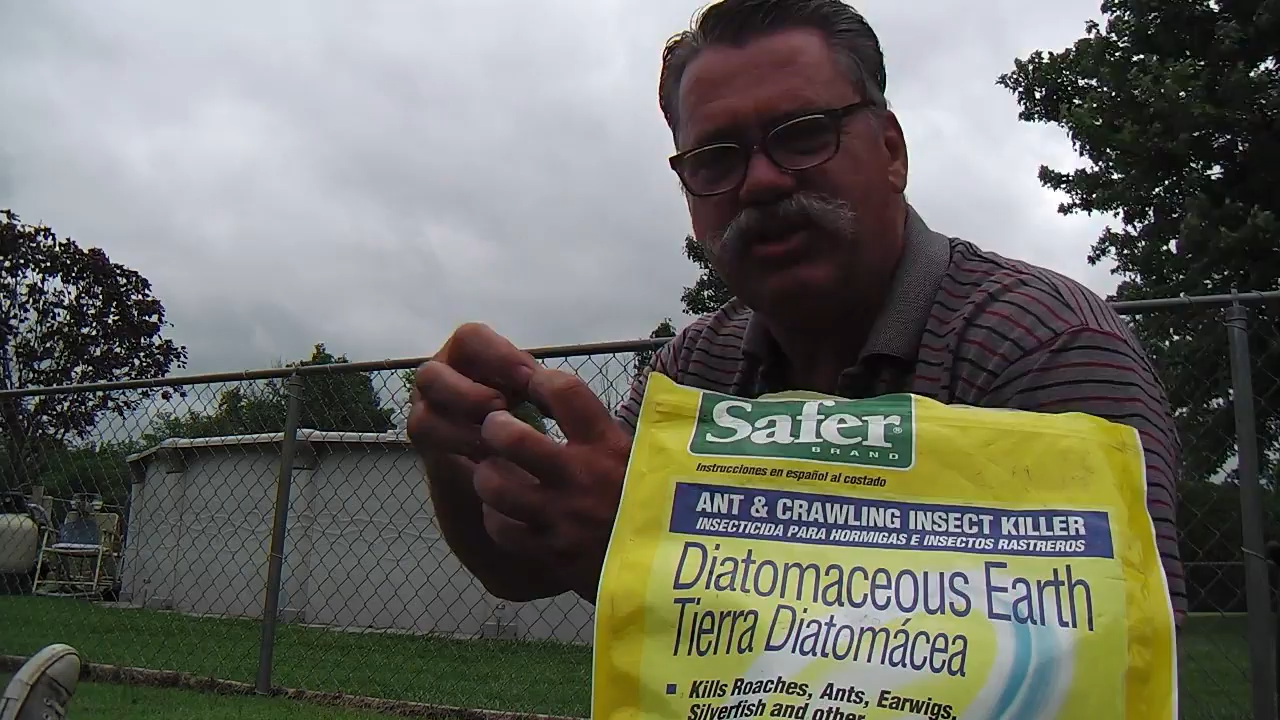 Safer®
BRAND
Instrucciones en español al costado
ANT & CRAWLING INSECT KILLER
INSECTICIDA PARA HORMIGAS E INSECTOS RASTREROS
Diatomaceous Earth
Tierra Diatomácea
▪ Kills Roaches, Ants, Earwigs,
Silverfish and other